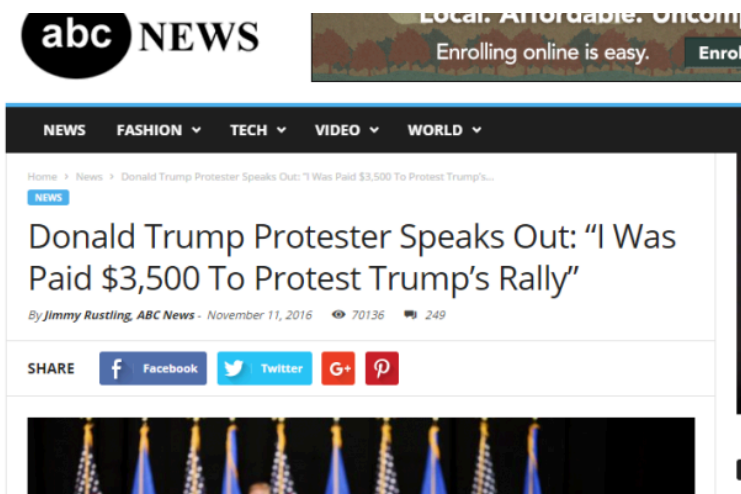 Local. Affordable.
abc NEWS
Enrolling online is easy.
NEWS FASHION TECH VIDEO WORLD
Home > News > Donald Trump Protester Speaks Out: "I Was Paid $3,500 To Protest Trump's...
NEWS
Donald Trump Protester Speaks Out: “I Was
Paid $3,500 To Protest Trump’s Rally”
By Jimmy Rustling, ABC News - November 11, 2016 70136 249
SHARE f Facebook Twitter G+